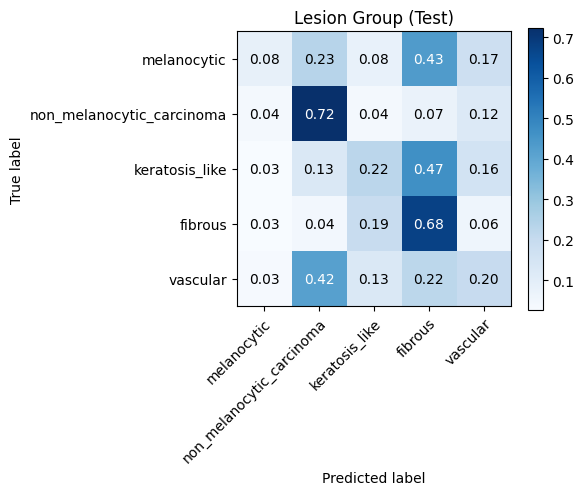 Lesion Group (Test)
True label
melanocytic 0.08 0.23 0.08 0.43 0.17
non_melanocytic_carcinoma 0.04 0.72 0.04 0.07 0.12
keratosis_like 0.03 0.13 0.22 0.47 0.16
fibrous 0.03 0.04 0.19 0.68 0.06
vascular 0.03 0.42 0.13 0.22 0.20
melanocytic
non_melanocytic_carcinoma
keratosis_like
fibrous
vascular
Predicted label
0.7
0.6
0.5
0.4
0.3
0.2
0.1